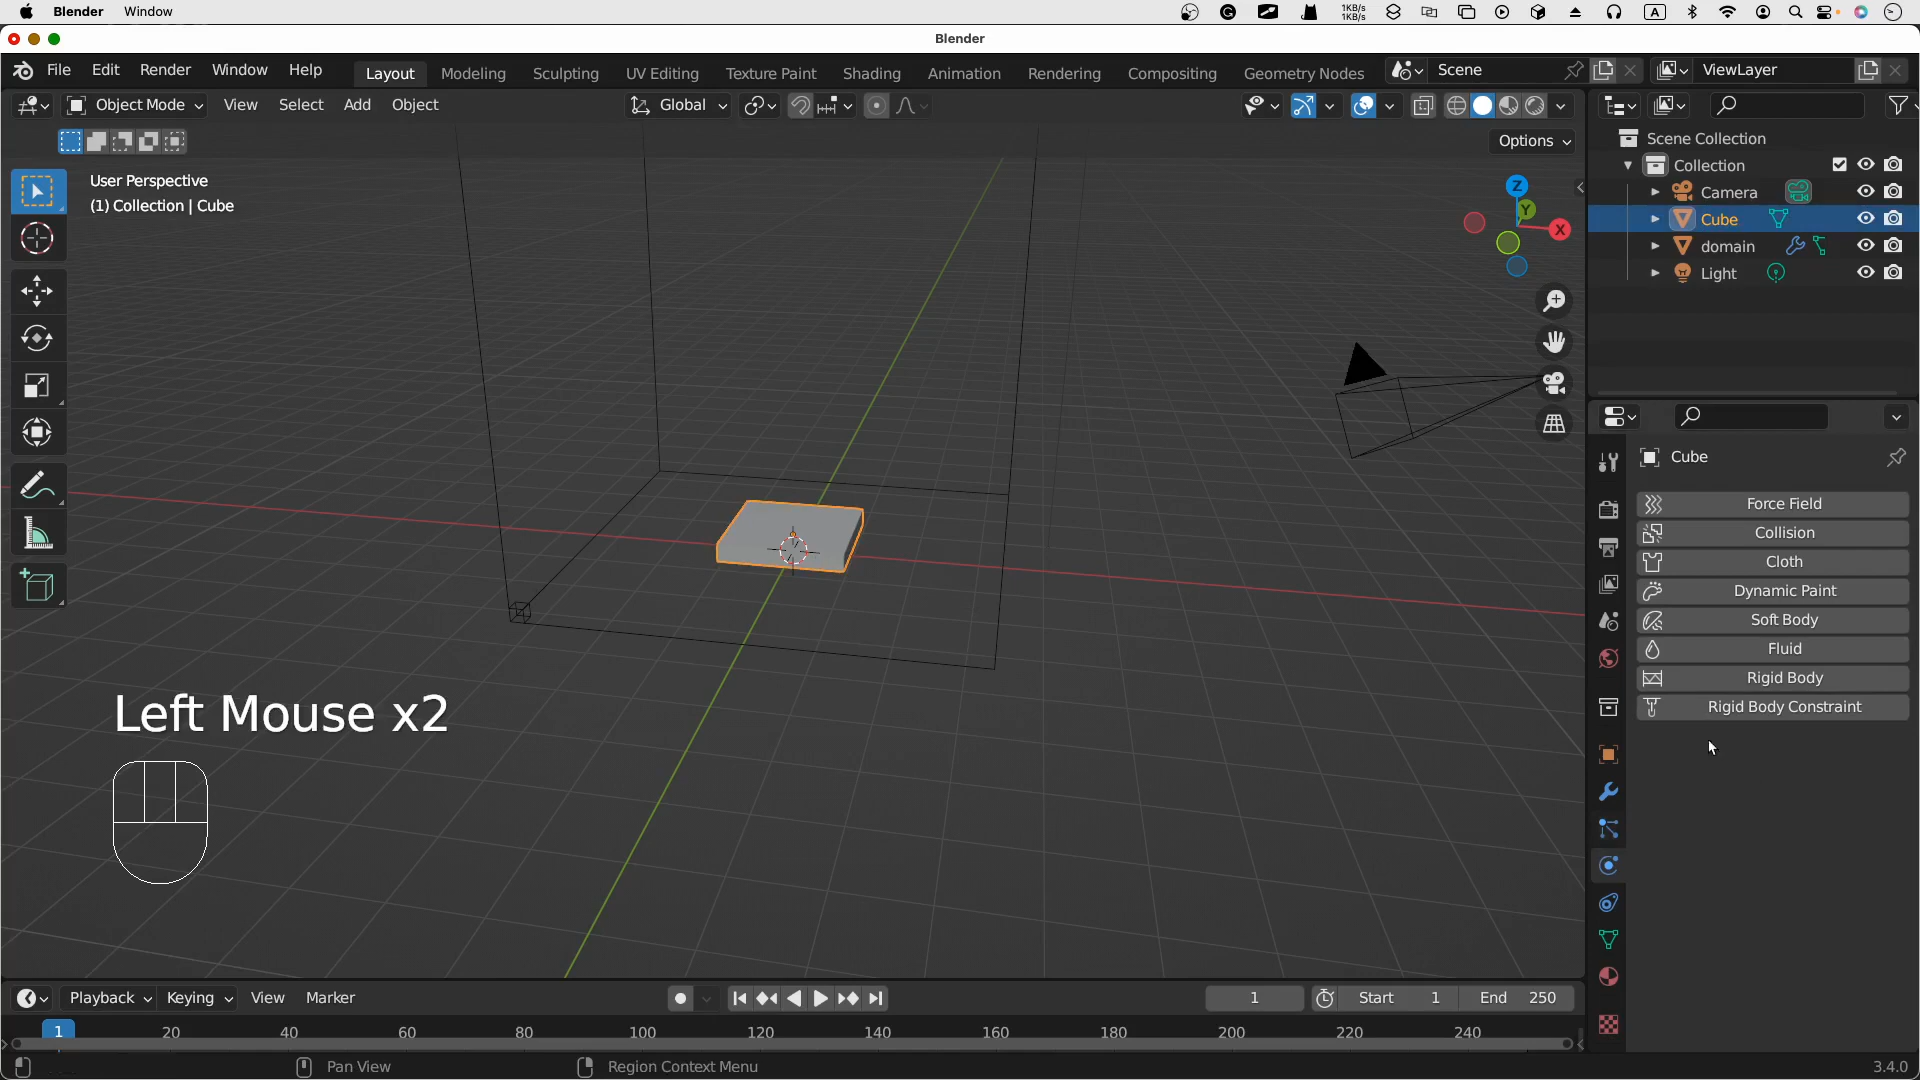 Blender Window
1KB/s
1KB/s
A
Blender
File Edit Render Window Help Layout Modeling Sculpting UV Editing Texture Paint Shading Animation Rendering Compositing Geometry Nodes Scene ViewLayer
Object Mode View Select Add Object Global
Options
User Perspective
(1) Collection | Cube
Z
Y
X
Scene Collection
Collection
Camera
Cube
domain
Light
Cube
Force Field
Collision
Cloth
Dynamic Paint
Soft Body
Fluid
Rigid Body
Rigid Body Constraint
Left Mouse x2
Playback Keying View Marker 1 Start 1 End 250
1 20 40 60 80 100 120 140 160 180 200 220 240
Pan View Region Context Menu 3.4.0